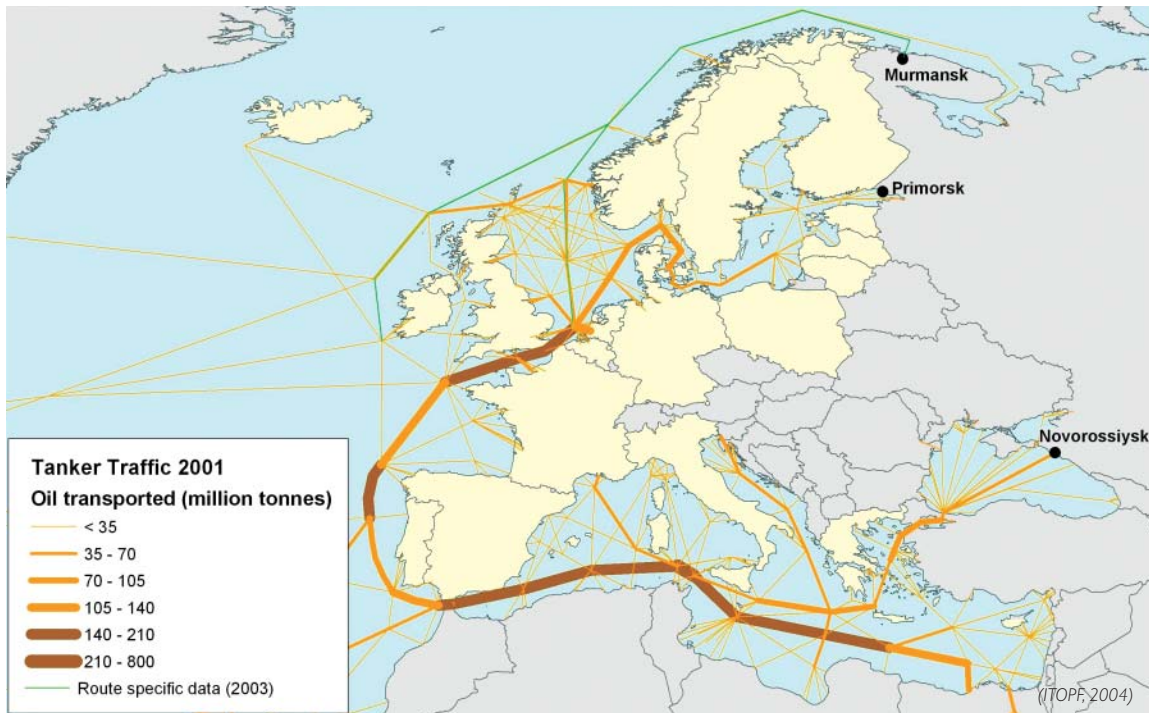 Murmansk
Primorsk
Novorossiysk
Tanker Traffic 2001
Oil transported (million tonnes)
< 35
35 - 70
70 - 105
105 - 140
140 - 210
210 - 800
Route specific data (2003)
(ITOPF, 2004)